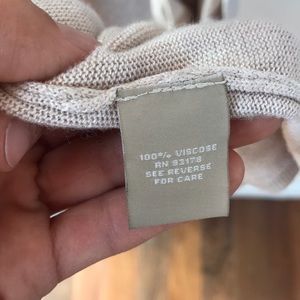 100% VISCOSE
RN 93178
SEE REVERSE
FOR CARE